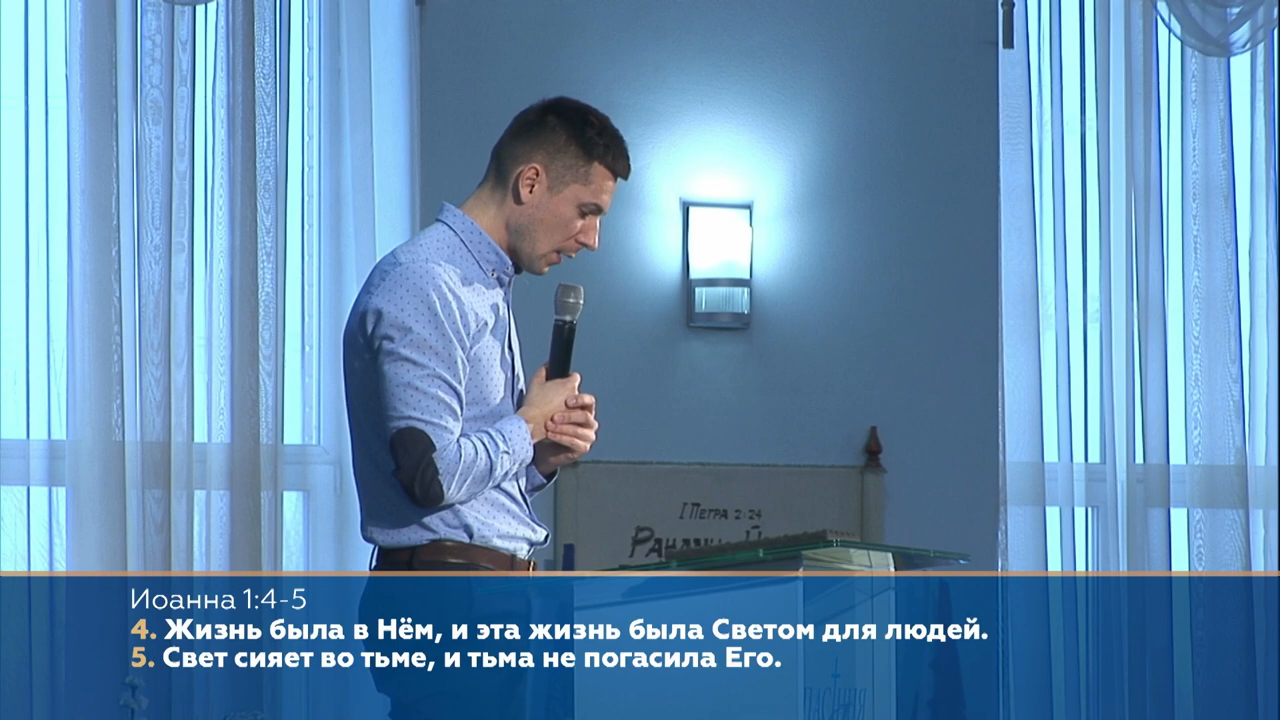 I ПЕТРА 2:24
Иоанна 1:4-5
4. Жизнь была в Нём, и эта жизнь была Светом для людей.
5. Свет сияет во тьме, и тьма не погасила Его.